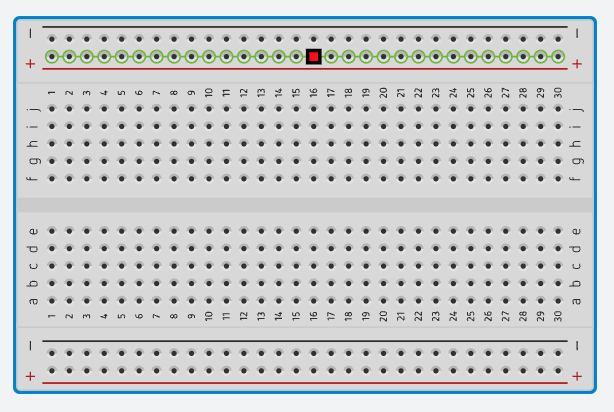 − −
+ +
1 2 3 4 5 6 7 8 9 10 11 12 13 14 15 16 17 18 19 20 21 22 23 24 25 26 27 28 29 30
j j
i i
h h
g g
f f
e e
d d
c c
b b
a a
1 2 3 4 5 6 7 8 9 10 11 12 13 14 15 16 17 18 19 20 21 22 23 24 25 26 27 28 29 30
− −
+ +